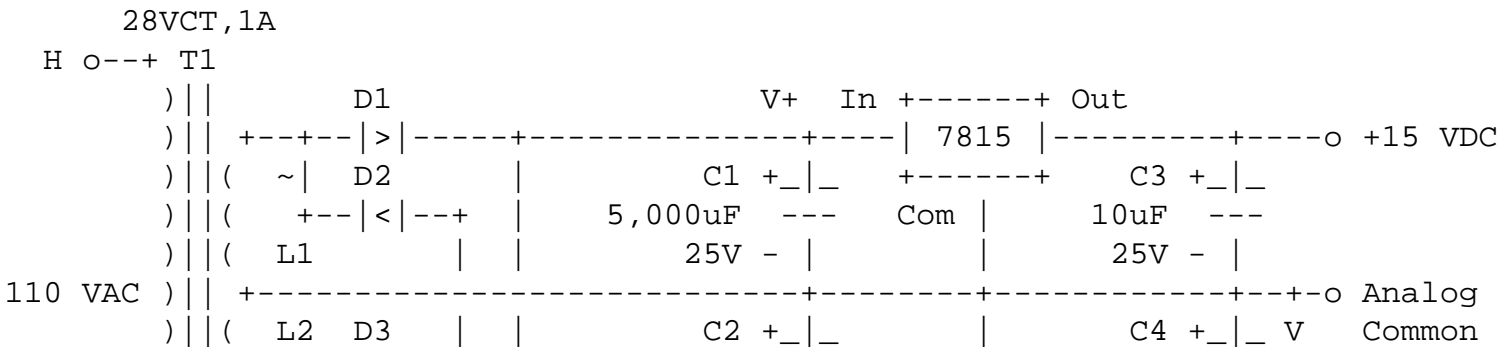 28VCT,1A
  H o--+ T1
       )||      D1                V+  In +------+ Out
       )|| +--+--|>|-----+--------------+----| 7815 |---------+----o +15 VDC
       )||(  ~|  D2      |         C1 +_|_   +------+    C3 +_|_
       )||(   +--|<|--+  |    5,000uF  ---   Com |      10uF  ---
       )||(  L1       |  |        25V - |        |       25V - |
110 VAC )|| +---------------------------+--------+------------+--+-o Analog
       )||(  L2  D3   |  |         C2 +_|_       |       C4 +_|_ V   Common